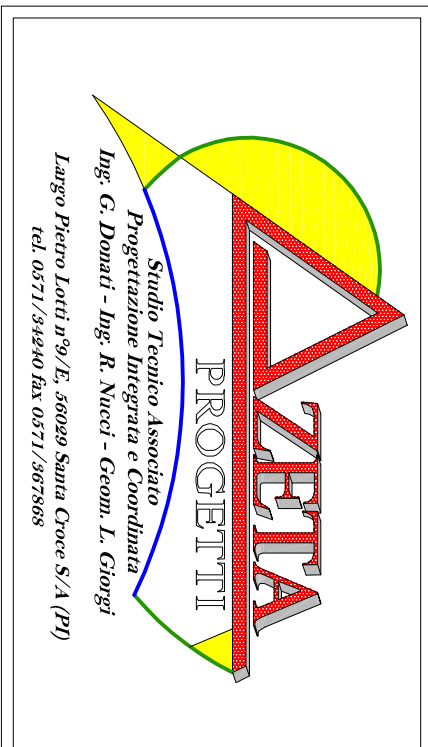 AZETA
PROGETTI
Studio Tecnico Associato
Progettazione Integrata e Coordinata
Ing. G. Donati - Ing. R. Nucci - Geom. L. Giorgi
Largo Pietro Lotti n°9/E, 56029 Santa Croce S/A (PI)
tel. 0571/34240 fax 0571/367868